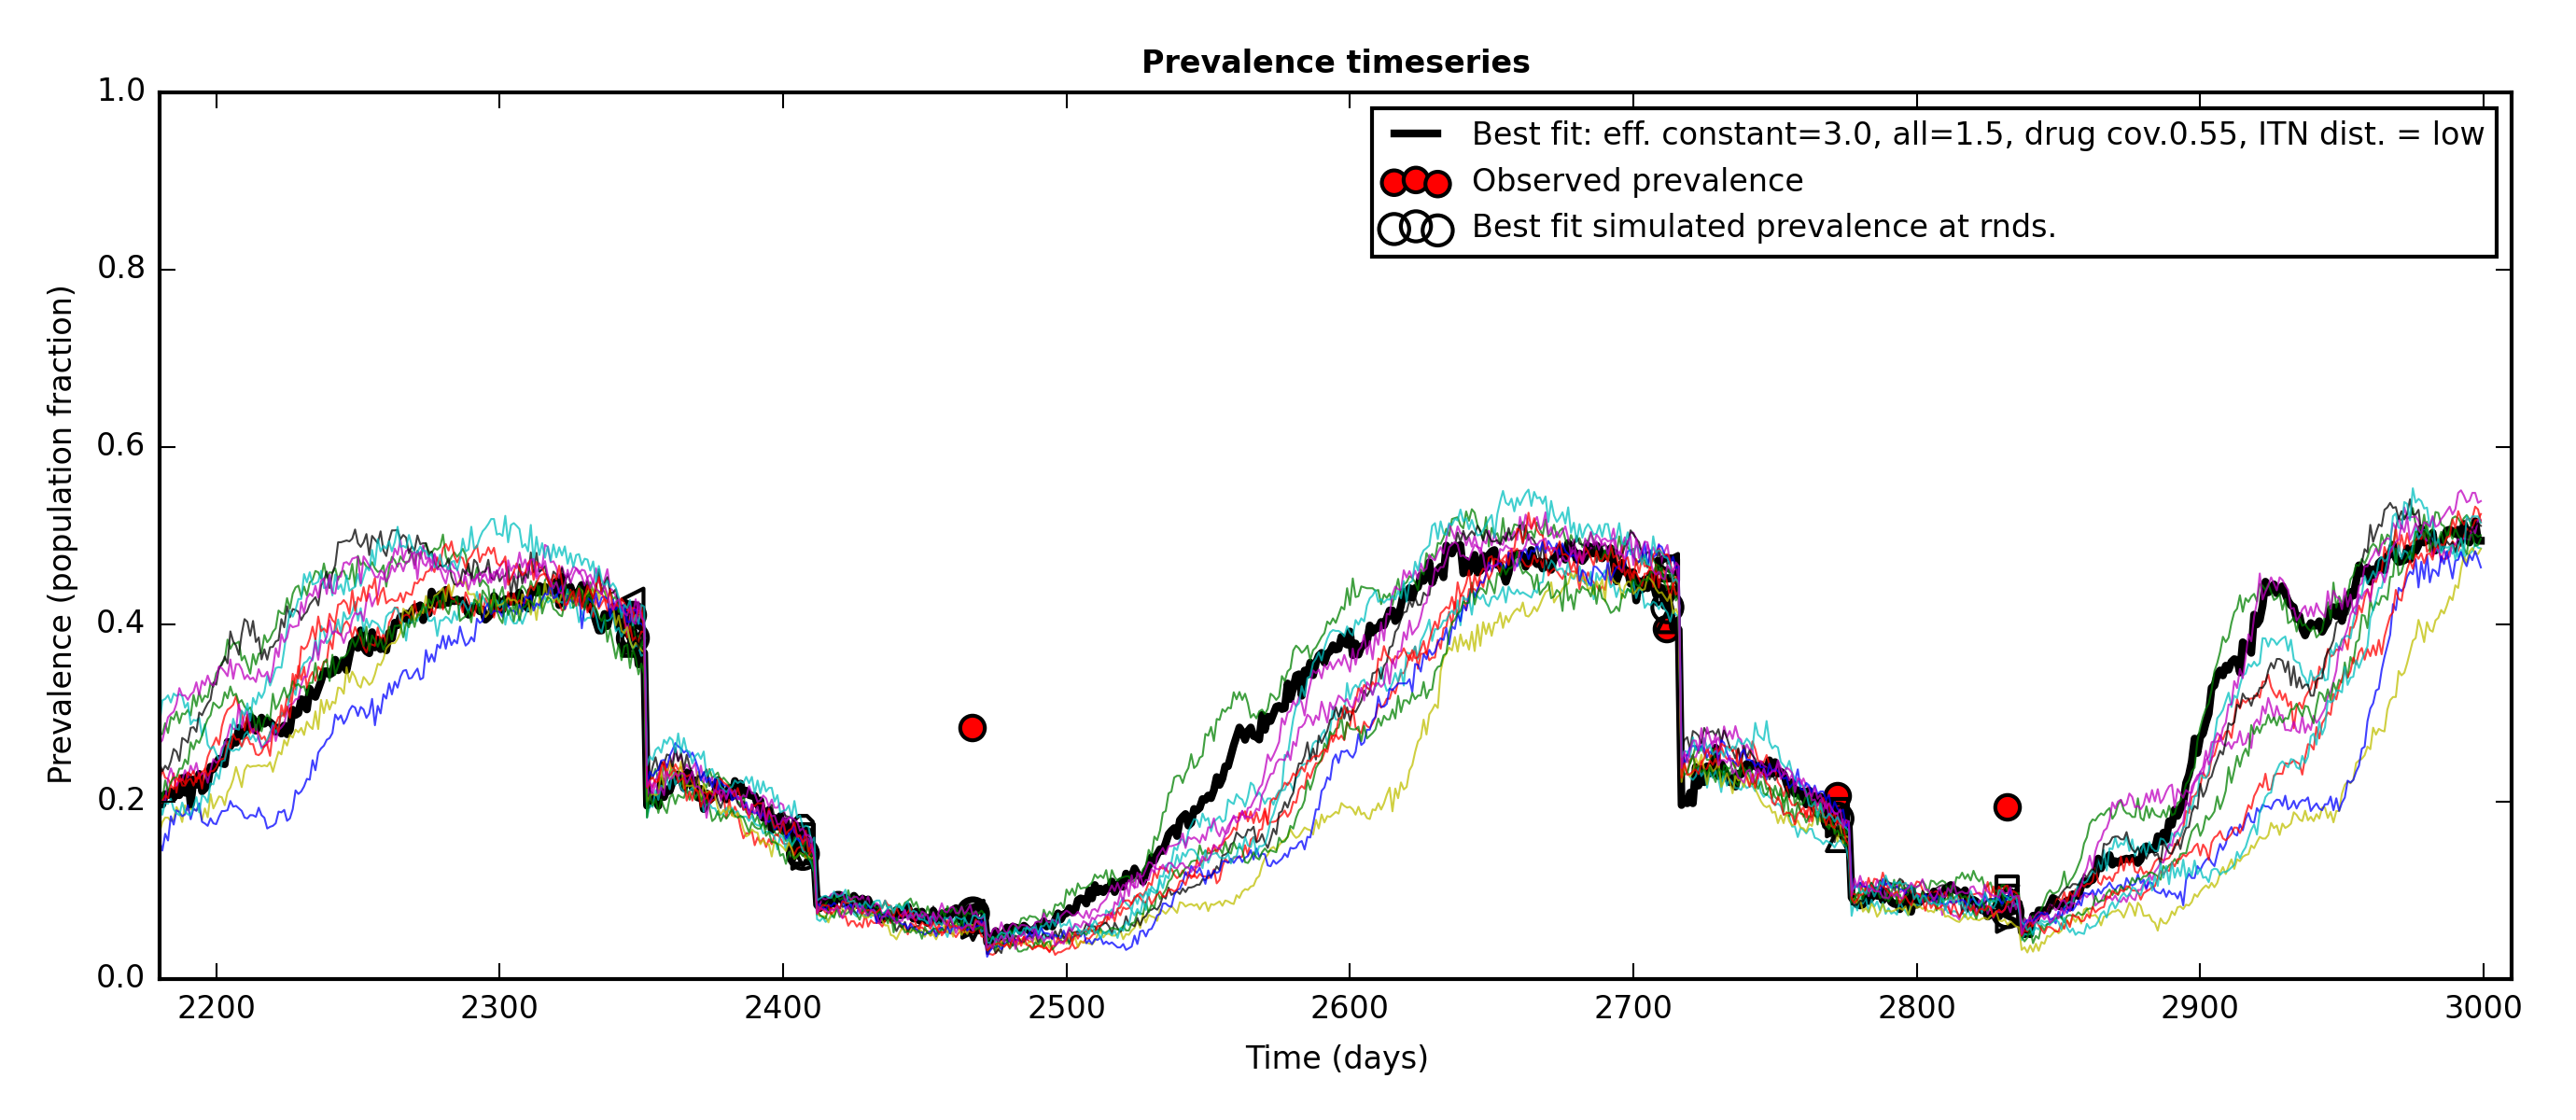 Prevalence timeseries
1.0
0.8
0.6
0.4
0.2
0.0
Prevalence (population fraction)
Best fit: eff. constant=3.0, all=1.5, drug cov.0.55, ITN dist. = low
Observed prevalence
Best fit simulated prevalence at rnds.
2200 2300 2400 2500 2600 2700 2800 2900 3000
Time (days)